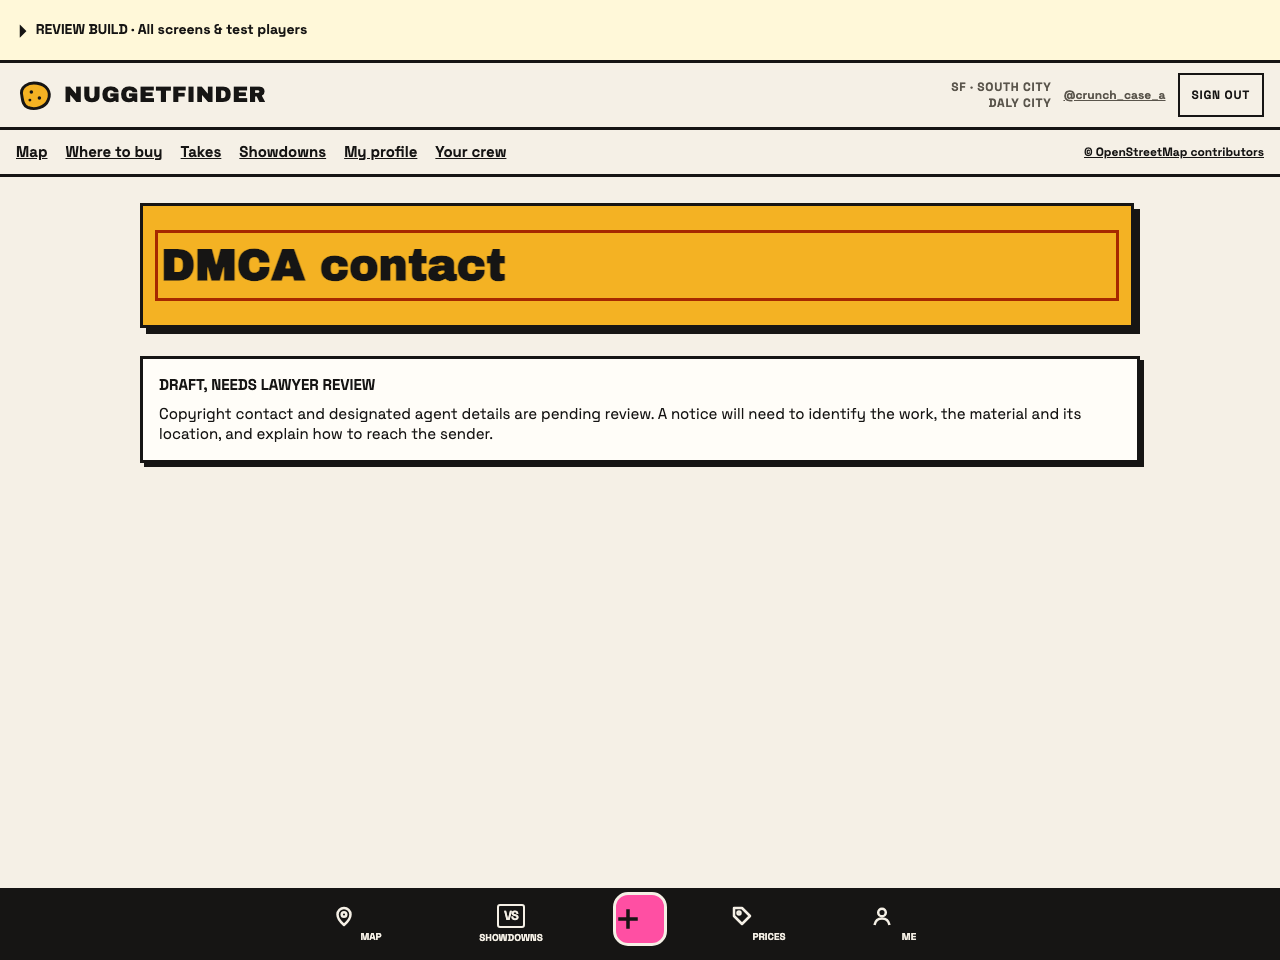 REVIEW BUILD · All screens & test players
NUGGETFINDER
SF · SOUTH CITY
DALY CITY
@crunch_case_a
SIGN OUT
Map
Where to buy
Takes
Showdowns
My profile
Your crew
© OpenStreetMap contributors
DMCA contact
DRAFT, NEEDS LAWYER REVIEW
Copyright contact and designated agent details are pending review. A notice will need to identify the work, the material and its
location, and explain how to reach the sender.
MAP
VS
SHOWDOWNS
+
PRICES
ME